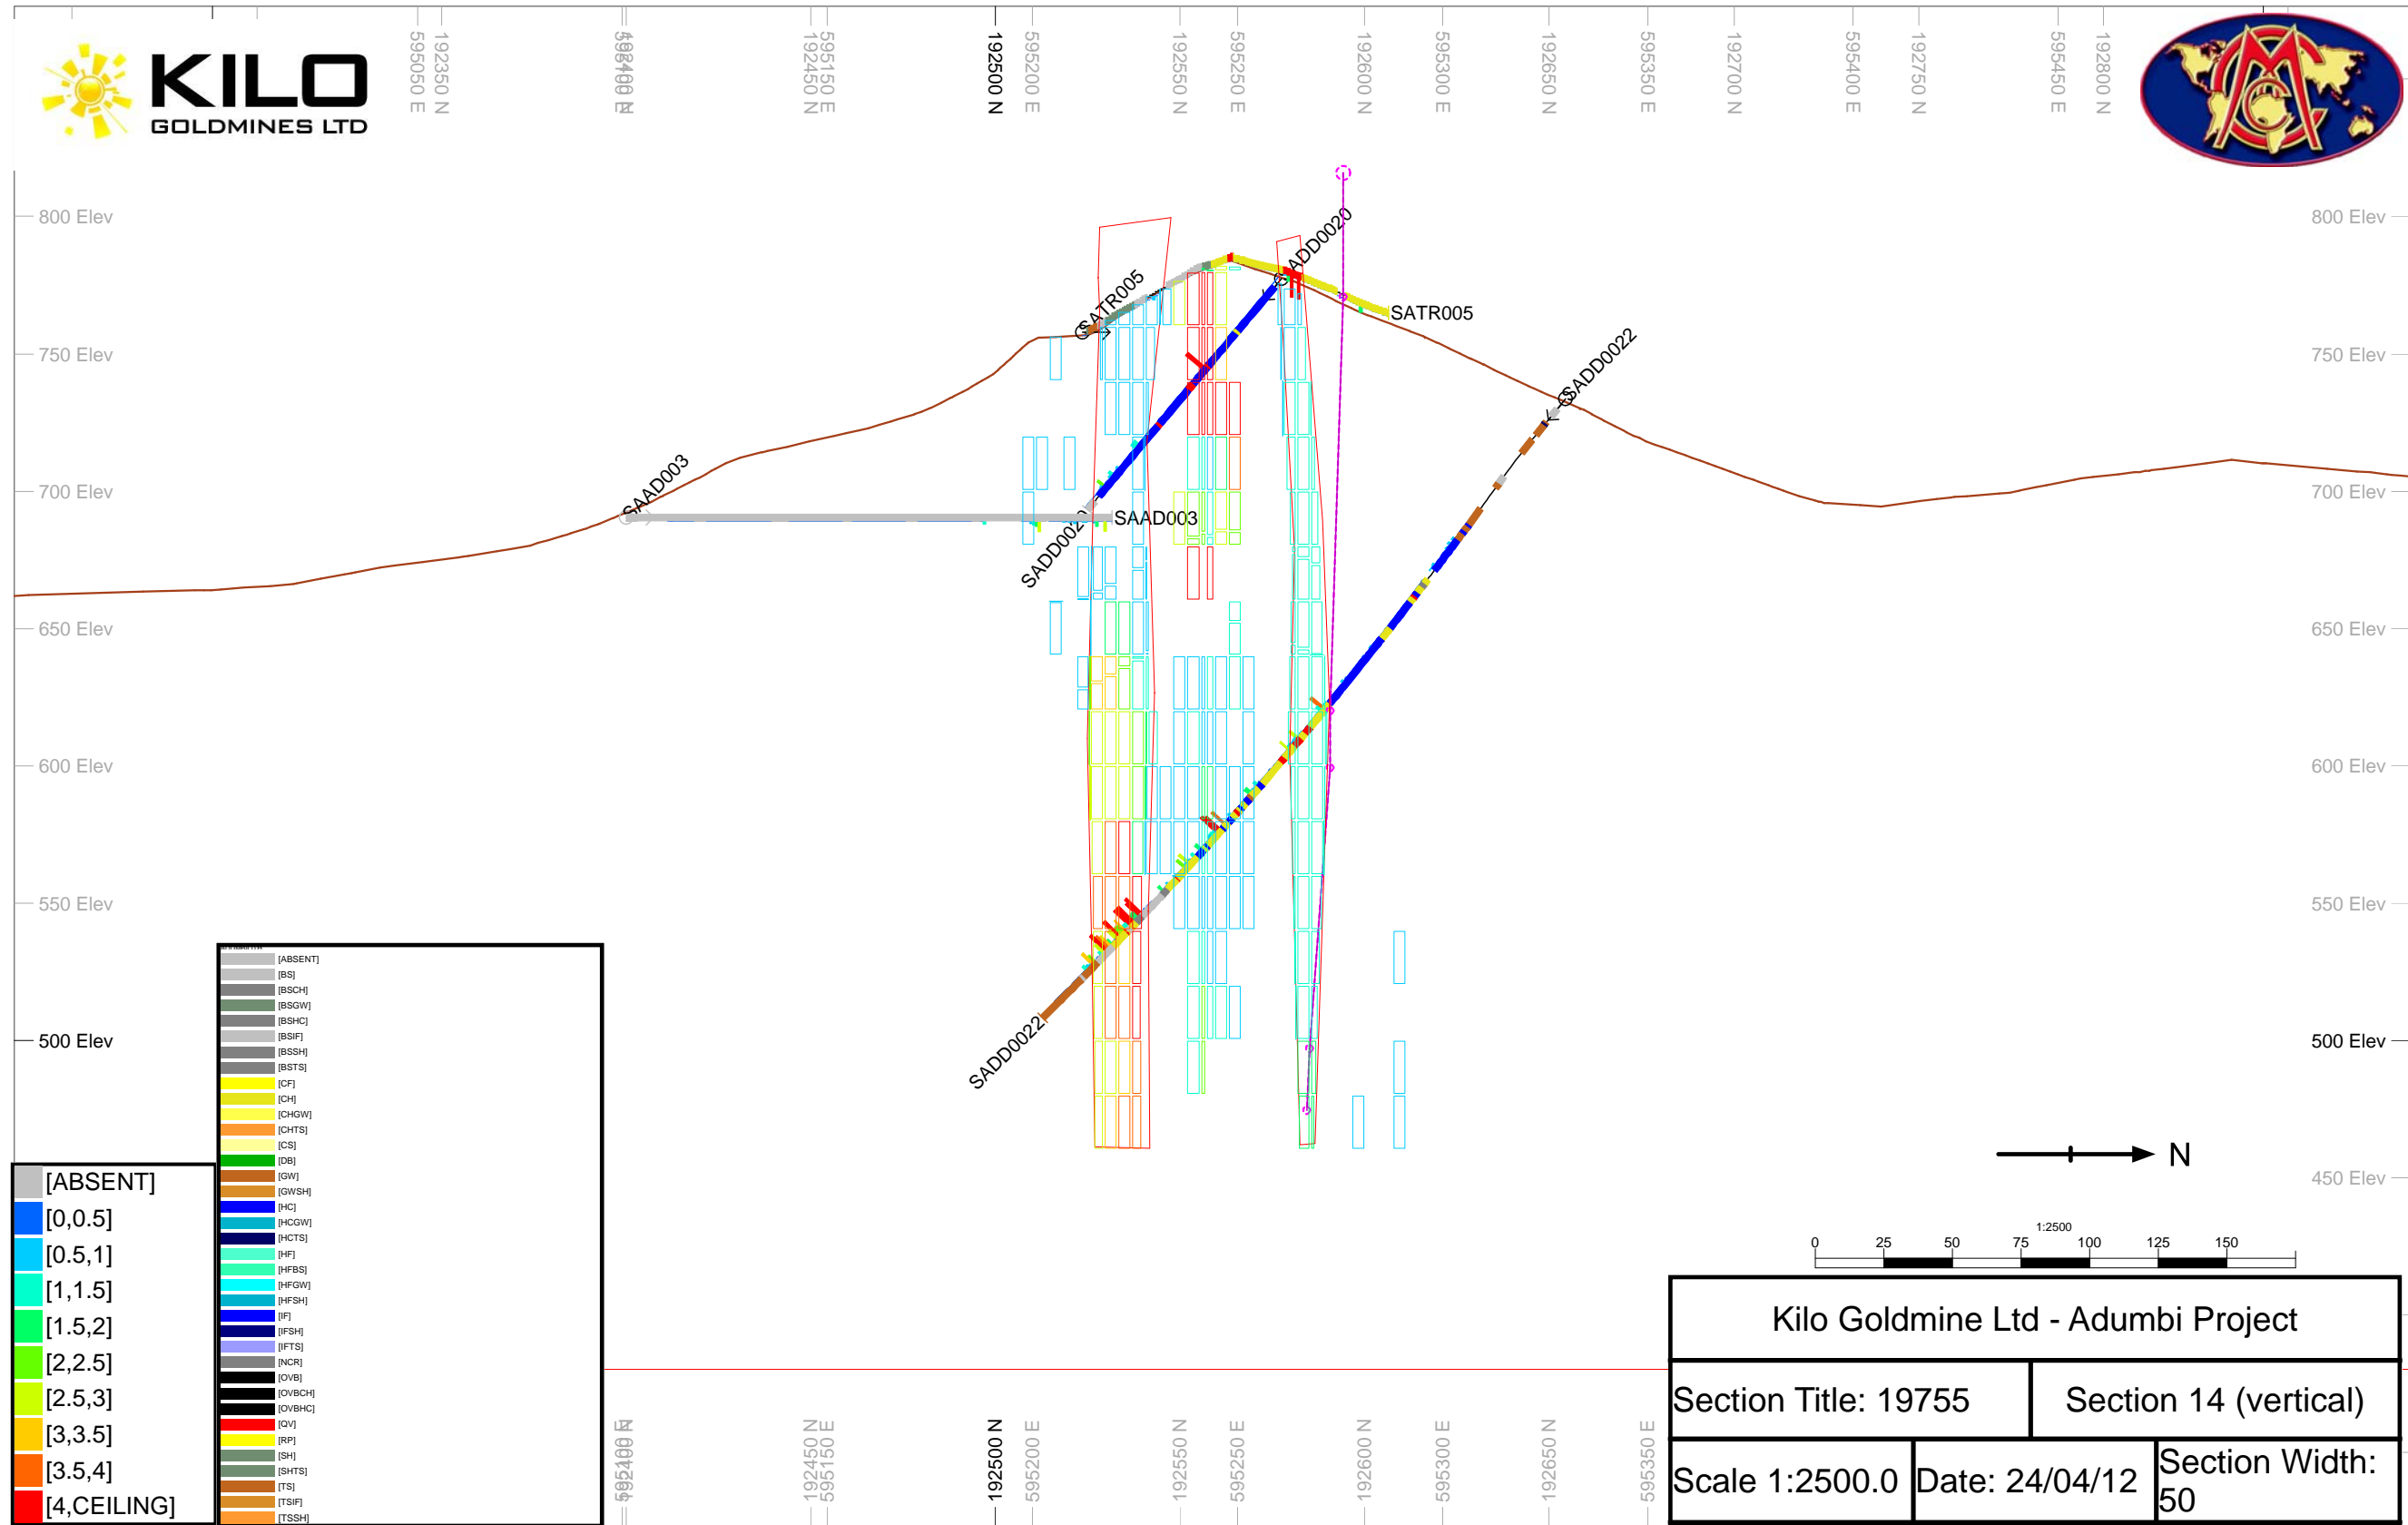 595050 E
192350 N
595100 E
192400 N
192450 N
595150 E
192500 N
595200 E
192550 N
595250 E
192600 N
595300 E
192650 N
595350 E
192700 N
595400 E
192750 N
595450 E
192800 N
KILO
GOLDMINES LTD
800 Elev
800 Elev
SADD0020
SATR005
SATR005
750 Elev
750 Elev
SADD0022
700 Elev
700 Elev
SAAD003
SAAD003
SADD0020
650 Elev
650 Elev
600 Elev
600 Elev
550 Elev
550 Elev
500 Elev
500 Elev
SADD0022
450 Elev
N
1:2500
0 25 50 75 100 125 150
[ABSENT]
[BS]
[BSCH]
[BSGW]
[BSHC]
[BSIF]
[BSSH]
[BSTS]
[CF]
[CH]
[CHGW]
[CHTS]
[CS]
[DB]
[GW]
[GWSH]
[HC]
[HCGW]
[HCTS]
[HF]
[HFBS]
[HFGW]
[HFSH]
[IF]
[IFSH]
[IFTS]
[NCR]
[OVB]
[OVBCH]
[OVBHC]
[QV]
[RP]
[SH]
[SHTS]
[TS]
[TSIF]
[TSSH]
[ABSENT]
[0,0.5]
[0.5,1]
[1,1.5]
[1.5,2]
[2,2.5]
[2.5,3]
[3,3.5]
[3.5,4]
[4,CEILING]
595100 E
192400 N
192450 N
595150 E
192500 N
595200 E
192550 N
595250 E
192600 N
595300 E
192650 N
595350 E
Kilo Goldmine Ltd - Adumbi Project
Section Title: 19755
Section 14 (vertical)
Scale 1:2500.0
Date: 24/04/12
Section Width:
50